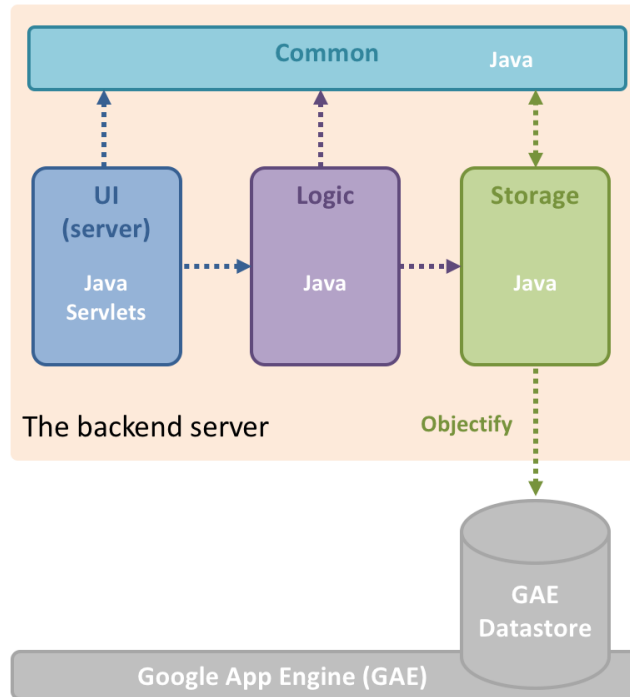 Common
Java
UI
(server)
Java
Servlets
Logic
Java
Storage
Java
The backend server
Objectify
GAE
Datastore
Google App Engine (GAE)